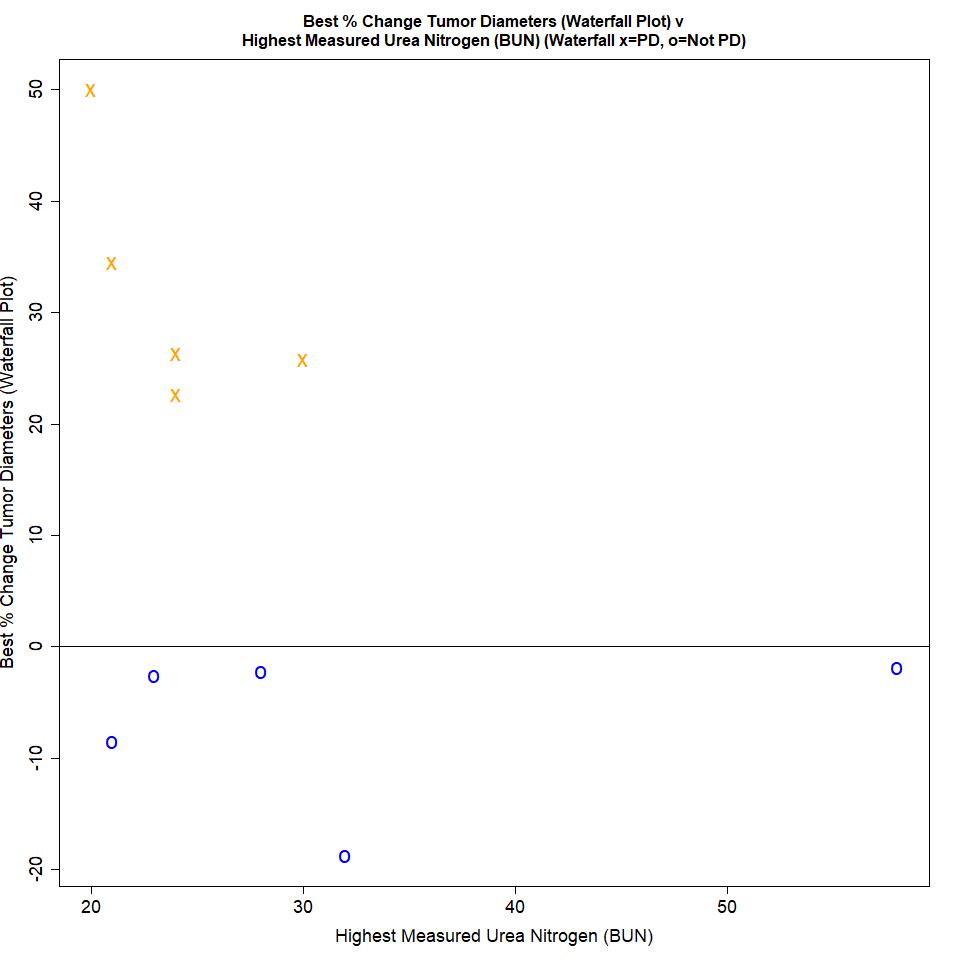 Best % Change Tumor Diameters (Waterfall Plot) v
Highest Measured Urea Nitrogen (BUN) (Waterfall x=PD, o=Not PD)
Best % Change Tumor Diameters (Waterfall Plot)
50
40
30
20
10
0
-10
-20
X
X
X
X
X
O
O
O
O
O
20 30 40 50
Highest Measured Urea Nitrogen (BUN)